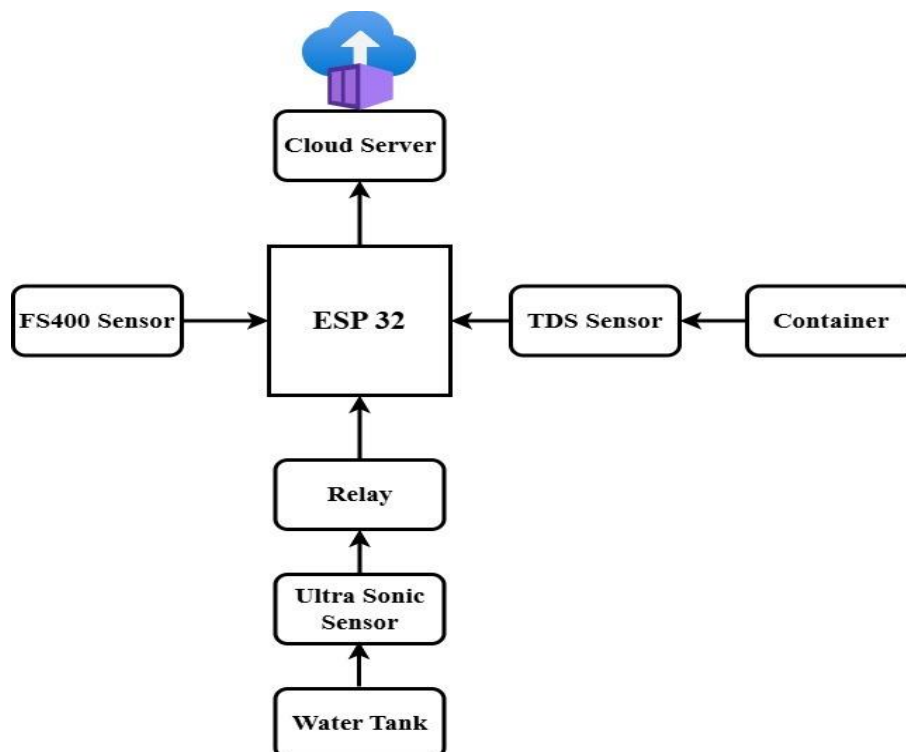 Cloud Server
FS400 Sensor
ESP 32
TDS Sensor
Container
Relay
Ultra Sonic
Sensor
Water Tank